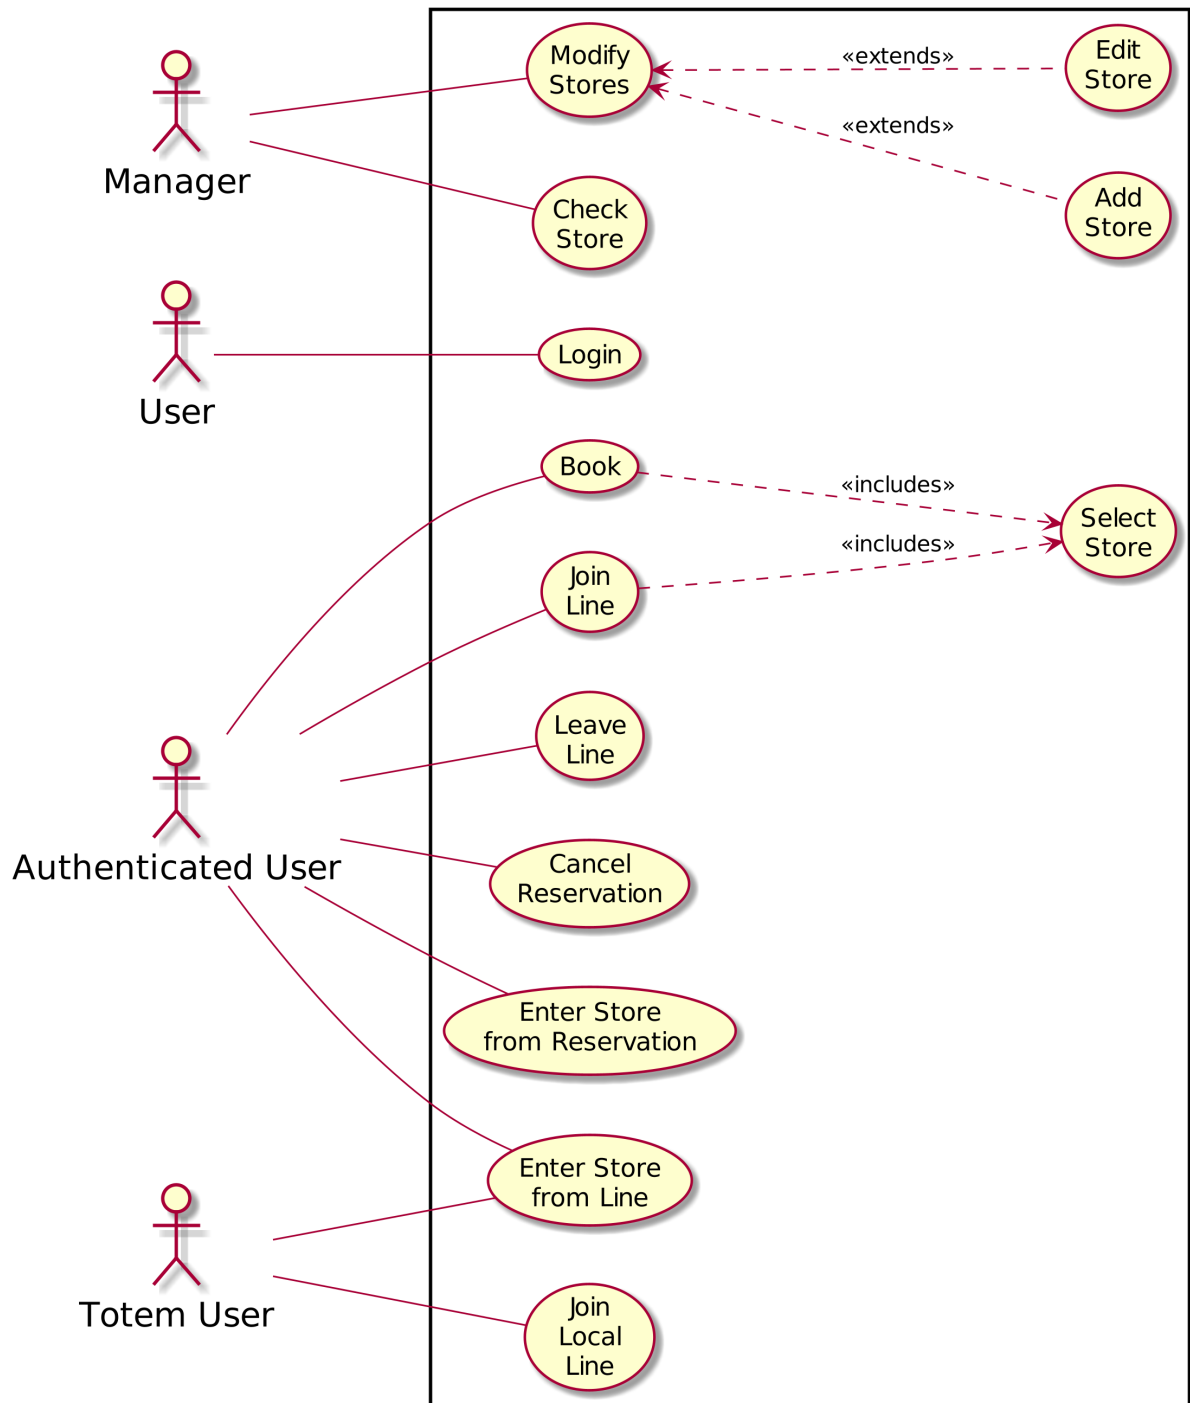 Manager
Modify
Stores
«extends»
Edit
Store
«extends»
Add
Store
Check
Store
User
Login
Book
«includes»
Select
Store
Join
Line
«includes»
Authenticated User
Leave
Line
Cancel
Reservation
Enter Store
from Reservation
Enter Store
from Line
Totem User
Join
Local
Line